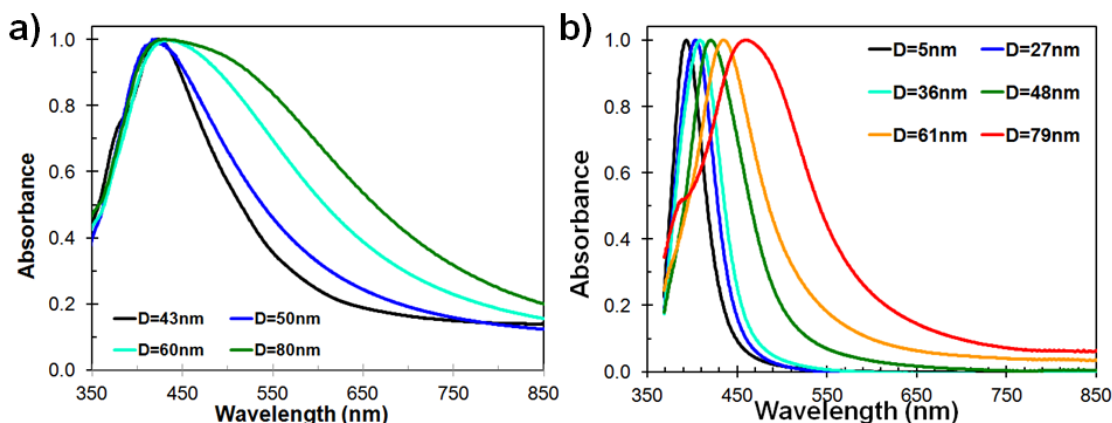 a)
Absorbance
1.0
0.8
0.6
0.4
0.2
0.0
D=43nm D=50nm
D=60nm D=80nm
350 450 550 650 750 850
Wavelength (nm)
b)
Absorbance
1.0
0.8
0.6
0.4
0.2
0.0
D=5nm D=27nm
D=36nm D=48nm
D=61nm D=79nm
350 450 550 650 750 850
Wavelength (nm)